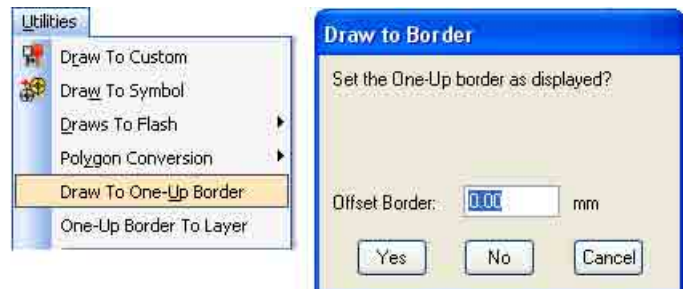 Utilities
Draw To Custom
Draw To Symbol
Draws To Flash
Polygon Conversion
Draw To One-Up Border
One-Up Border To Layer
Draw to Border
Set the One-Up border as displayed?
Offset Border: 0.00 mm
Yes No Cancel